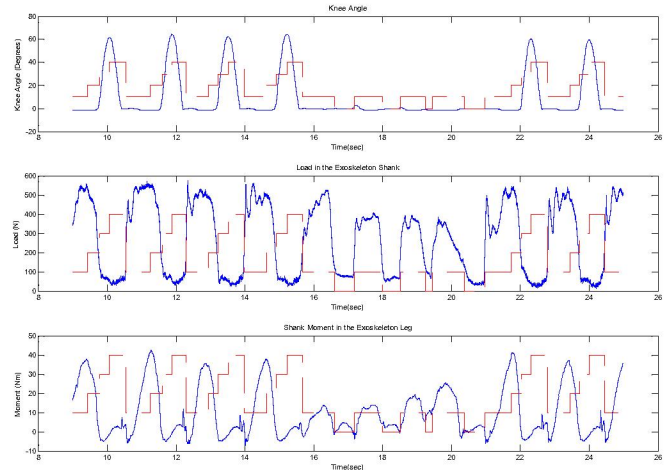 Knee Angle
80
60
40
20
0
-20
Knee Angle (Degrees)
8 10 12 14 16 18 20 22 24 26
Time(sec)
Load in the Exoskeleton Shank
600
500
400
300
200
100
0
Load (N)
8 10 12 14 16 18 20 22 24 26
Time(sec)
Shank Moment in the Exoskeleton Leg
50
40
30
20
10
0
-10
Moment (Nm)
8 10 12 14 16 18 20 22 24 26
Time(sec)